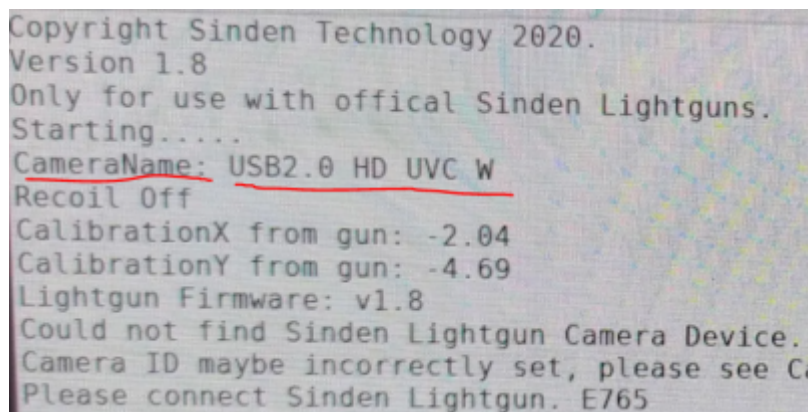 Copyright Sinden Technology 2020.
Version 1.8
Only for use with offical Sinden Lightguns.
Starting.....
CameraName: USB2.0 HD UVC W
Recoil Off
CalibrationX from gun: -2.04
CalibrationY from gun: -4.69
Lightgun Firmware: v1.8
Could not find Sinden Lightgun Camera Device.
Camera ID maybe incorrectly set, please see
Please connect Sinden Lightgun. E765